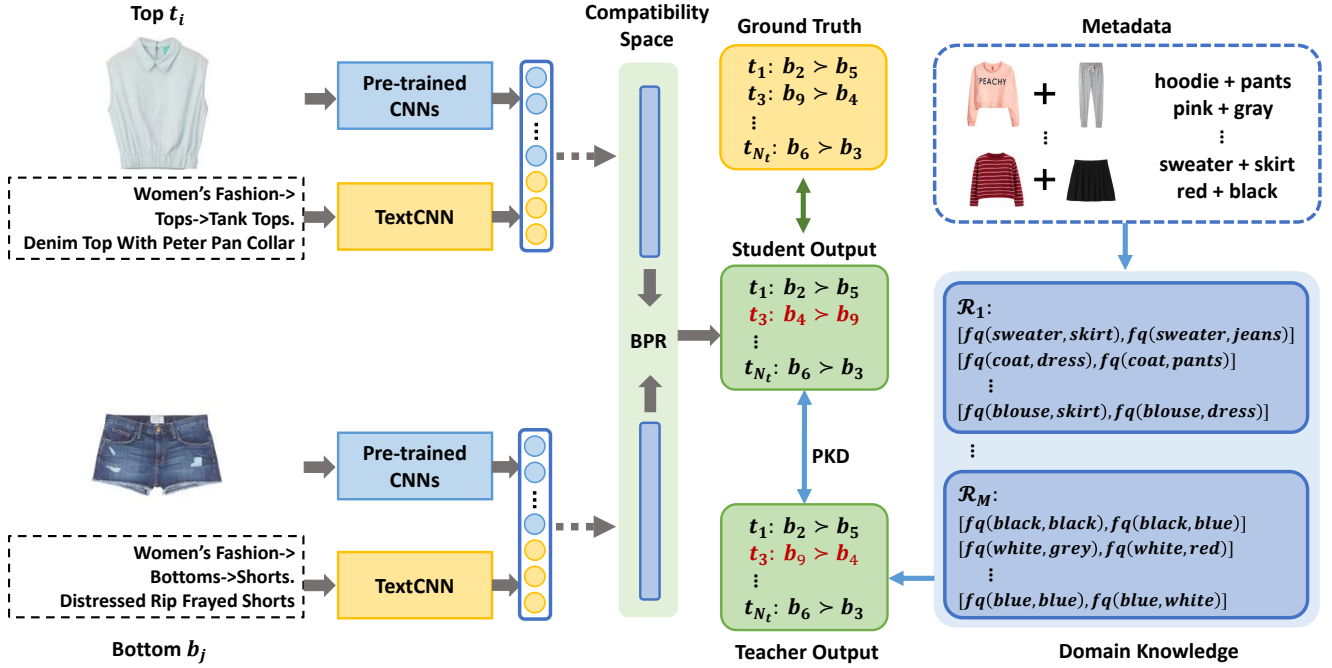 Top t_i
Pre-trained
CNNs
Women's Fashion->
Tops->Tank Tops.
Denim Top With Peter Pan Collar
TextCNN
Pre-trained
CNNs
Women's Fashion->
Bottoms->Shorts.
Distressed Rip Frayed Shorts
TextCNN
Bottom b_j
Compatibility
Space
BPR
Ground Truth
t_1: b_2 ≻ b_5
t_3: b_9 ≻ b_4
⋮
t_{N_t}: b_6 ≻ b_3
Student Output
t_1: b_2 ≻ b_5
t_3: b_4 ≻ b_9
⋮
t_{N_t}: b_6 ≻ b_3
PKD
t_1: b_2 ≻ b_5
t_3: b_9 ≻ b_4
⋮
t_{N_t}: b_6 ≻ b_3
Teacher Output
Metadata
PEACHY
+
hoodie + pants
pink + gray
⋮
+
sweater + skirt
red + black
ℛ_1:
[fq(sweater, skirt), fq(sweater, jeans)]
[fq(coat, dress), fq(coat, pants)]
⋮
[fq(blouse, skirt), fq(blouse, dress)]
⋮
ℛ_M:
[fq(black, black), fq(black, blue)]
[fq(white, grey), fq(white, red)]
⋮
[fq(blue, blue), fq(blue, white)]
Domain Knowledge